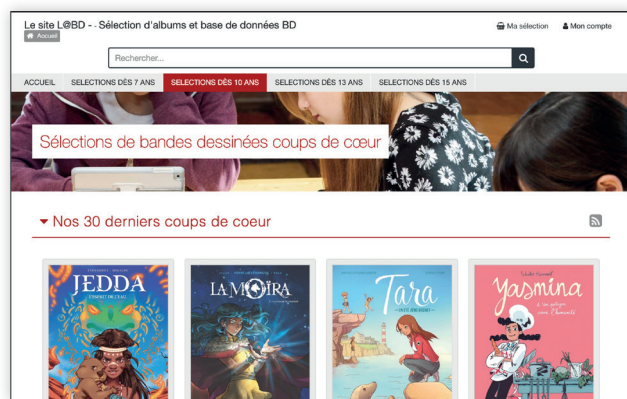 Le site L@BD - - Sélection d'albums et base de données BD
Ma sélection
Mon compte
Accueil
Rechercher...
ACCUEIL
SELECTIONS DÈS 7 ANS
SELECTIONS DÈS 10 ANS
SELECTIONS DÈS 13 ANS
SELECTIONS DÈS 15 ANS
Sélections de bandes dessinées coups de cœur
Nos 30 derniers coups de coeur
JEDDA
L'ESPRIT DE L'EAU
LA MOÏRA
Tara
Yasmina